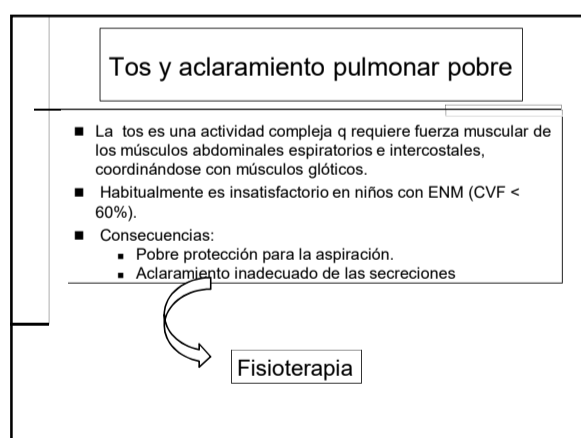 Tos y aclaramiento pulmonar pobre
La tos es una actividad compleja q requiere fuerza muscular de
los músculos abdominales espiratorios e intercostales,
coordinándose con músculos glóticos.
Habitualmente es insatisfactorio en niños con ENM (CVF <
60%).
Consecuencias:
Pobre protección para la aspiración.
Aclaramiento inadecuado de las secreciones
Fisioterapia